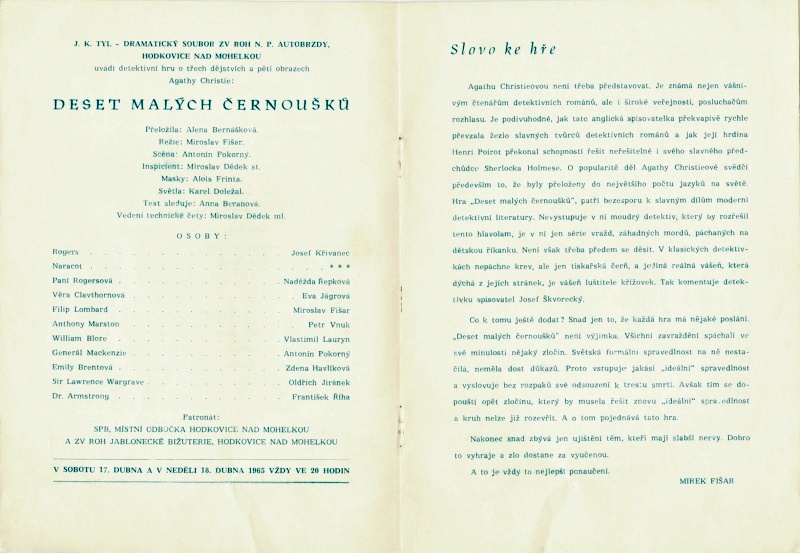 J. K. TYL – DRAMATICKÝ SOUBOR ZV ROH N. P. AUTOBRZDY,
HODKOVICE NAD MOHELKOU
uvádí detektivní hru o třech dějstvích a pěti obrazech
Agathy Christie:
DESET MALÝCH ČERNOUŠKŮ
Přeložila: Alena Bernášková.
Režie: Miroslav Fišar.
Scéna: Antonín Pokorný.
Inspicient: Miroslav Dědek st.
Masky: Alois Frinta.
Světla: Karel Doležal.
Text sleduje: Anna Beranová.
Vedení technické čety: Miroslav Dědek ml.
OSOBY:
Rogers . . . . . . . . Josef Křivanec
Naracot . . . . . . . . * * *
Paní Rogersová . . . . . . . . Naděžda Řepková
Věra Clavthornová . . . . . . . . Eva Jágrová
Filip Lombard . . . . . . . . Miroslav Fišar
Anthony Marston . . . . . . . . Petr Vnuk
William Blore . . . . . . . . Vlastimil Lauryn
Generál Mackenzie . . . . . . . . Antonín Pokorný
Emily Brentová . . . . . . . . Zdena Havlíková
Sir Lawrence Wargrave . . . . . . . . Oldřich Jiránek
Dr. Armstrong . . . . . . . . František Říha
Patronát:
SPB, MÍSTNÍ ODBOČKA HODKOVICE NAD MOHELKOU
A ZV ROH JABLONECKÉ BIŽUTERIE, HODKOVICE NAD MOHELKOU
V SOBOTU 17. DUBNA A V NEDĚLI 18. DUBNA 1965 VŽDY VE 20 HODIN
Slovo ke hře
Agathu Christieovou není třeba představovat. Je známá nejen vášni-
vým čtenářům detektivních románů, ale i široké veřejnosti, posluchačům
rozhlasu. Je podivuhodné, jak tato anglická spisovatelka překvapivě rychle
převzala žezlo slavných tvůrců detektivních románů a jak její hrdina
Henri Poirot překonal schopností řešit neřešitelné i svého slavného před-
chůdce Sherlocka Holmese. O popularitě děl Agathy Christieové svědčí
především to, že byly přeloženy do největšího počtu jazyků na světě.
Hra „Deset malých černoušků", patří bezesporu k slavným dílům moderní
detektivní literatury. Nevystupuje v ní moudrý detektiv, který by rozřešil
tento hlavolam, je v ní jen série vražd, záhadných mordů, páchaných na
dětskou říkanku. Není však třeba předem se děsit. V klasických detektiv-
kách nepáchne krev, ale jen tiskařská čerň, a jediná reálná vášeň, která
dýchá z jejich stránek, je vášeň luštitele křížovek. Tak komentuje detek-
tivku spisovatel Josef Škvorecký.
Co k tomu ještě dodat? Snad jen to, že každá hra má nějaké poslání.
„Deset malých černoušků" není výjimka. Všichni zavraždění spáchali ve
své minulosti nějaký zločin. Světská formální spravedlnost na ně nesta-
čila, neměla dost důkazů. Proto vstupuje jakási „ideální" spravedlnost
a vyslovuje bez rozpaků své odsouzení k trestu smrti. Avšak tím se do-
pouští opět zločinu, který by musela řešit znovu „ideální" spravedlnost
a kruh nelze již rozevřít. A o tom pojednává tato hra.
Nakonec snad zbývá jen ujištění těm, kteří mají slabší nervy. Dobro
to vyhraje a zlo dostane za vyučenou.
A to je vždy to nejlepší ponaučení.
MIREK FIŠAR